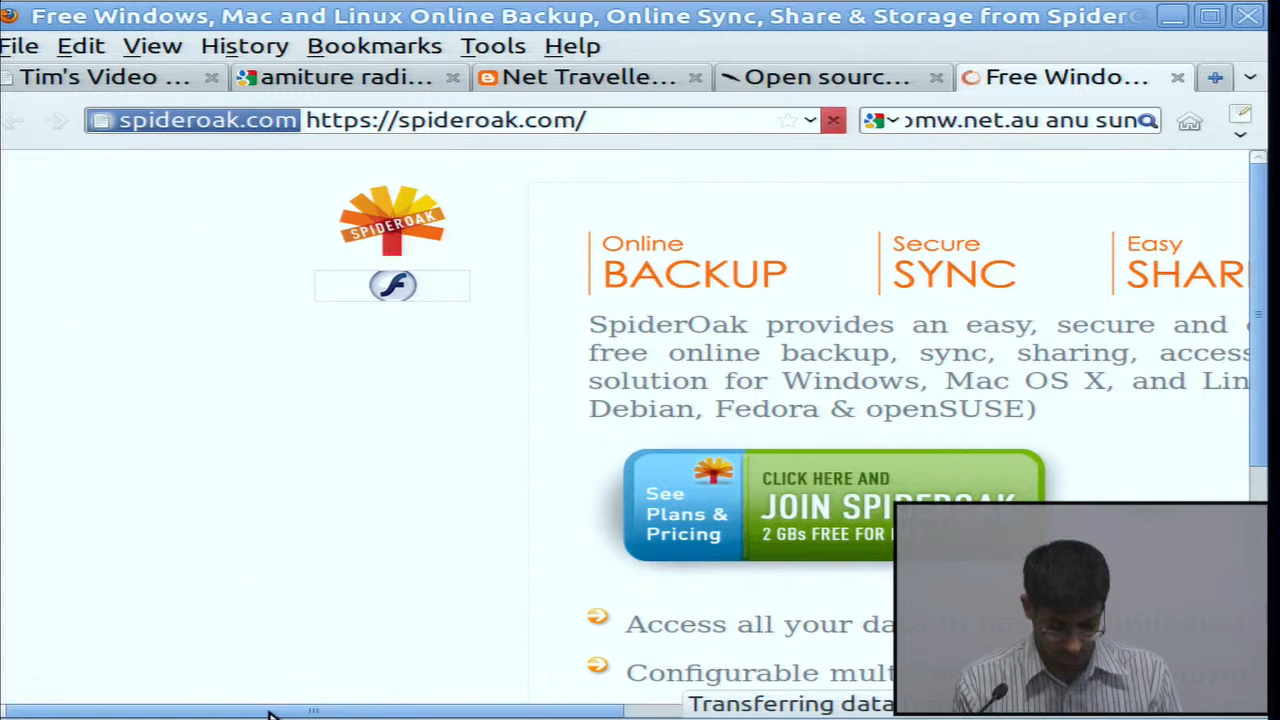 Free Windows, Mac and Linux Online Backup, Online Sync, Share & Storage from Spider
File Edit View History Bookmarks Tools Help
Tim's Video ... amiture radi... Net Travelle... Open sourc... Free Windo...
spideroak.com https://spideroak.com/ omw.net.au anu sun
SPIDEROAK
Online Secure Easy
BACKUP SYNC SHAR
SpiderOak provides an easy, secure and
free online backup, sync, sharing, access
solution for Windows, Mac OS X, and Lin
Debian, Fedora & openSUSE)
See
Plans &
Pricing
CLICK HERE AND
JOIN SPIDEROAK
2 GBs FREE FOR
Access all your da
Configurable mul
Transferring data